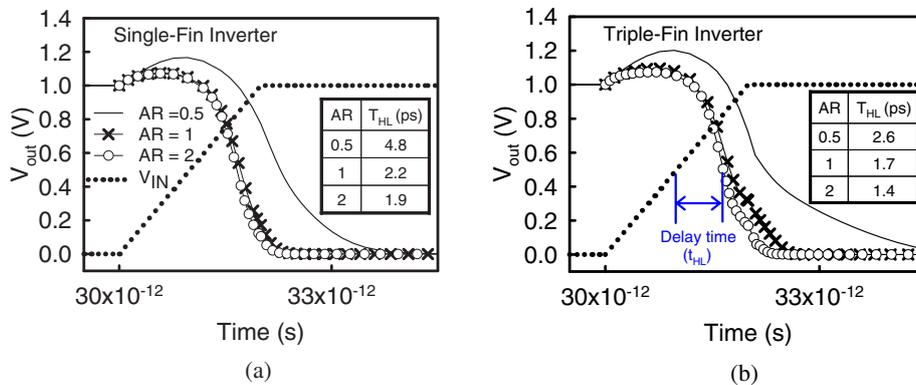 Single-Fin Inverter
V_out (V)
1.4
1.2
1.0
0.8
0.6
0.4
0.2
0.0
AR =0.5
AR = 1
AR = 2
V_IN
AR T_HL (ps)
0.5 4.8
1 2.2
2 1.9
30x10^-12 33x10^-12
Time (s)
(a)
Triple-Fin Inverter
V_out (V)
1.4
1.2
1.0
0.8
0.6
0.4
0.2
0.0
AR T_HL (ps)
0.5 2.6
1 1.7
2 1.4
Delay time
(t_HL)
30x10^-12 33x10^-12
Time (s)
(b)